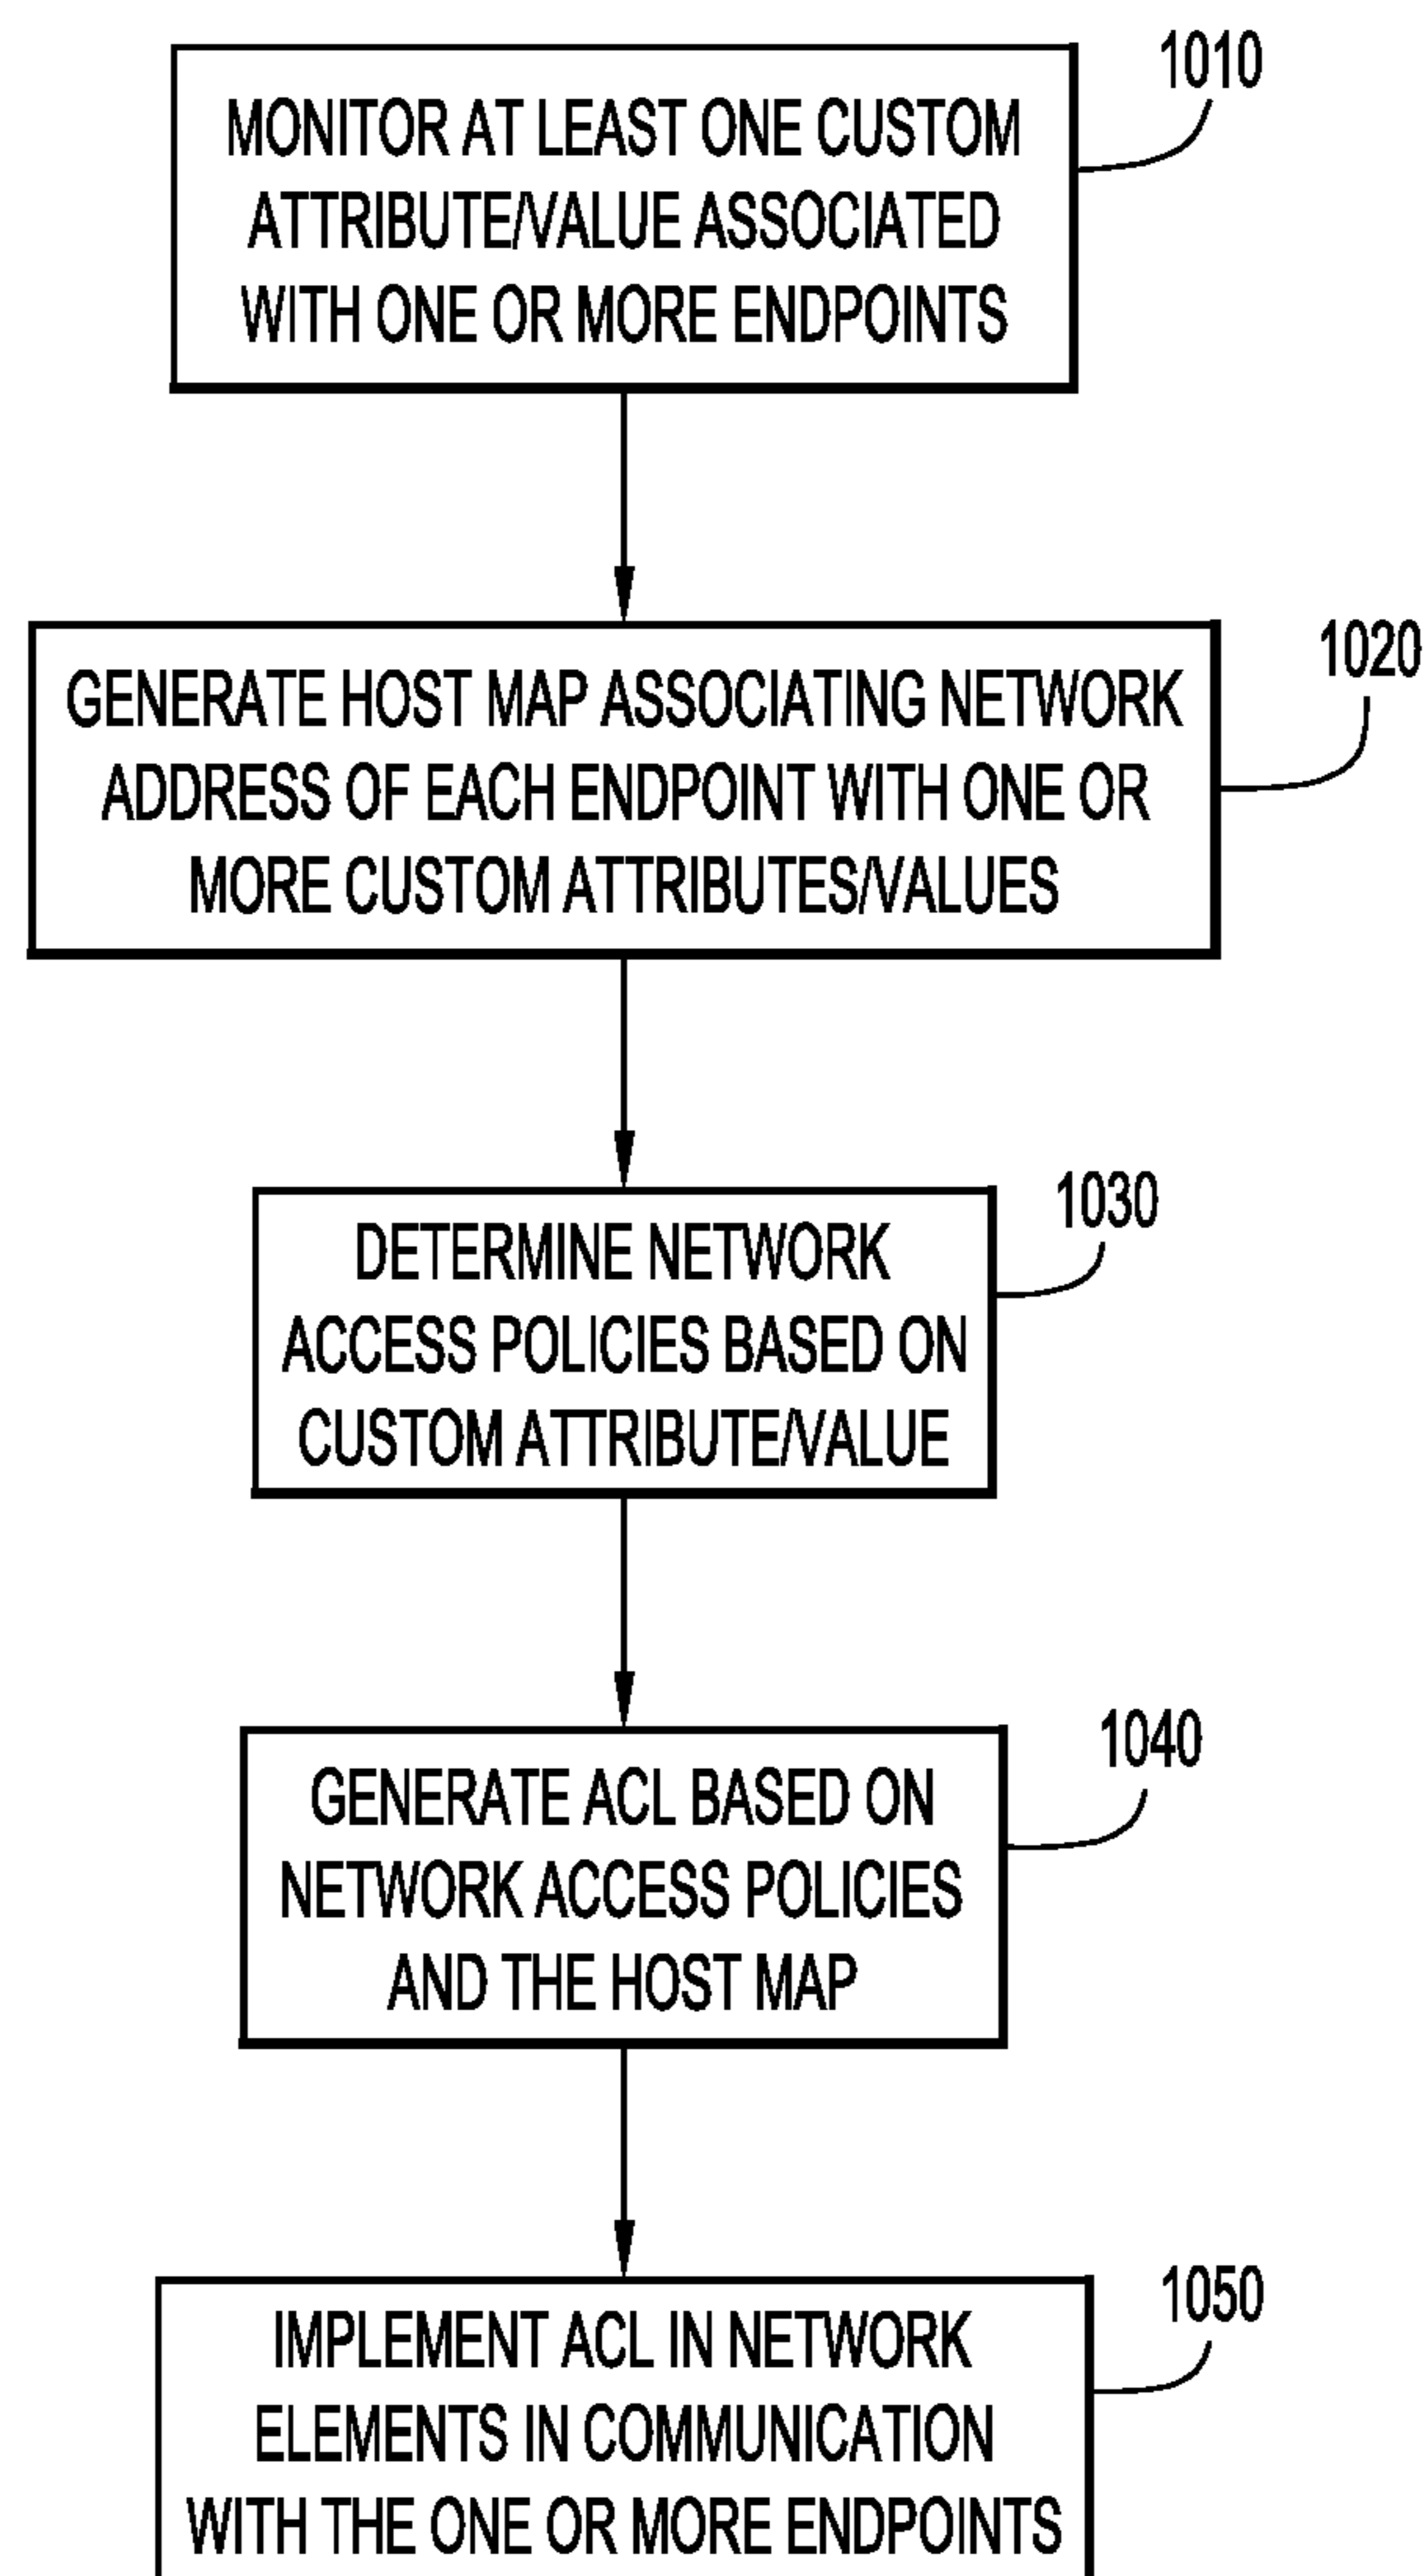 1010
MONITOR AT LEAST ONE CUSTOM
ATTRIBUTE/VALUE ASSOCIATED
WITH ONE OR MORE ENDPOINTS
1020
GENERATE HOST MAP ASSOCIATING NETWORK
ADDRESS OF EACH ENDPOINT WITH ONE OR
MORE CUSTOM ATTRIBUTES/VALUES
1030
DETERMINE NETWORK
ACCESS POLICIES BASED ON
CUSTOM ATTRIBUTE/VALUE
1040
GENERATE ACL BASED ON
NETWORK ACCESS POLICIES
AND THE HOST MAP
1050
IMPLEMENT ACL IN NETWORK
ELEMENTS IN COMMUNICATION
WITH THE ONE OR MORE ENDPOINTS